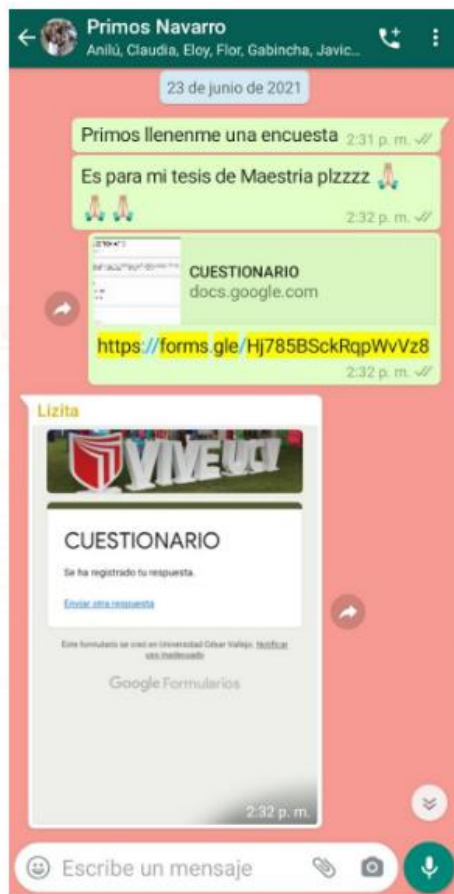 Primos Navarro
Anilú, Claudia, Eloy, Flor, Gabincha, Javic...
23 de junio de 2021
Primos llenenme una encuesta 2:31 p. m.
Es para mi tesis de Maestria plzzzz
2:32 p. m.
CUESTIONARIO
docs.google.com
https://forms.gle/Hj785BSckRqpWvVz8
2:32 p. m.
Lizita
VIVE UCV
CUESTIONARIO
Se ha registrado tu respuesta.
Enviar otra respuesta
Este formulario se creó en Universidad César Vallejo. Notificar
uso inadecuado
Google Formularios
2:32 p. m.
Escribe un mensaje